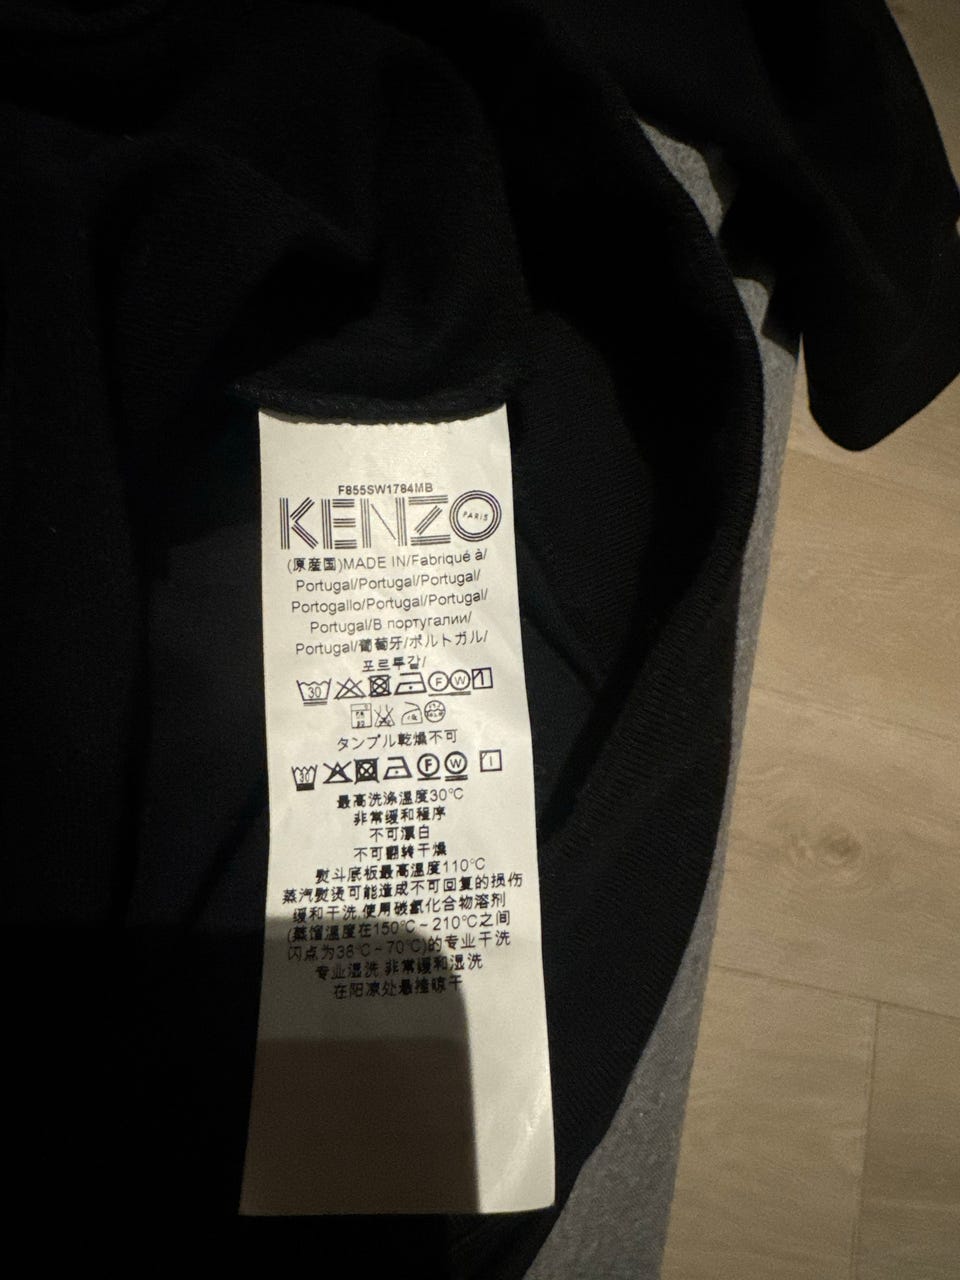 F855SW1784MB
KENZO
PARIS
(原産国)MADE IN/Fabriqué à/
Portugal/Portugal/Portugal/
Portogallo/Portugal/Portugal/
Portugal/В португалии/
Portugal/葡萄牙/ポルトガル/
포르투갈/
30 F W
タンブル乾燥不可
30 F W
最高洗涤温度30°C
非常缓和程序
不可漂白
不可翻转干燥
熨斗底板最高温度110°C
蒸汽熨烫可能造成不可回复的损伤
缓和干洗,使用碳氢化合物溶剂
(蒸馏温度在150°C~210°C之间
闪点为38°C~70°C)的专业干洗
专业湿洗,非常缓和湿洗
在阳凉处悬挂晾干